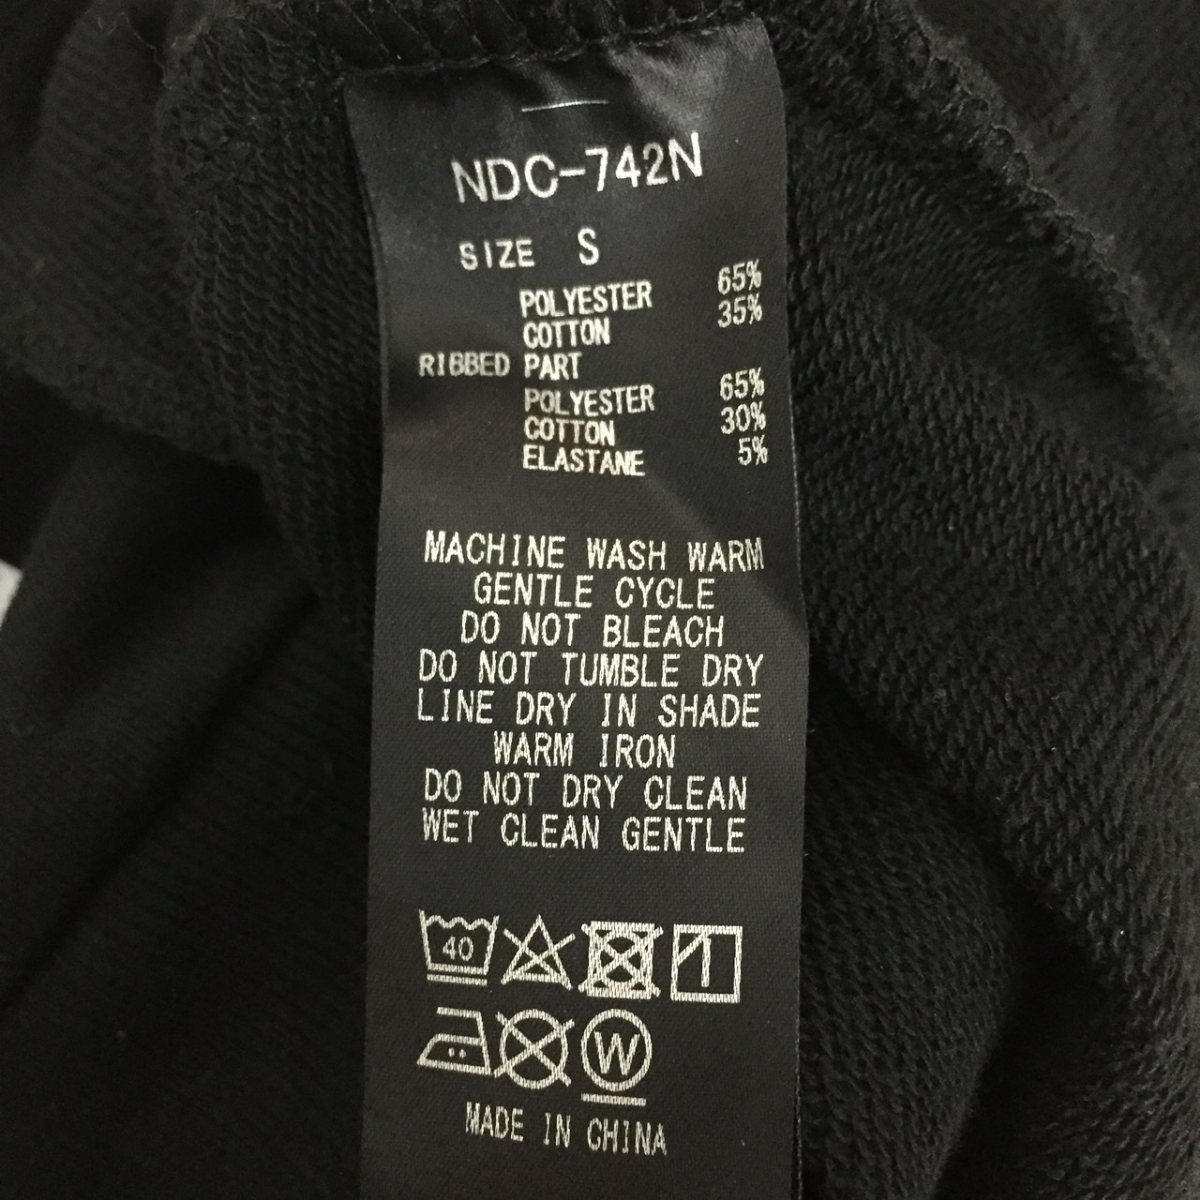 NDC-742N
SIZE S
POLYESTER 65%
COTTON 35%
RIBBED PART
POLYESTER 65%
COTTON 30%
ELASTANE 5%
MACHINE WASH WARM
GENTLE CYCLE
DO NOT BLEACH
DO NOT TUMBLE DRY
LINE DRY IN SHADE
WARM IRON
DO NOT DRY CLEAN
WET CLEAN GENTLE
40
W
MADE IN CHINA